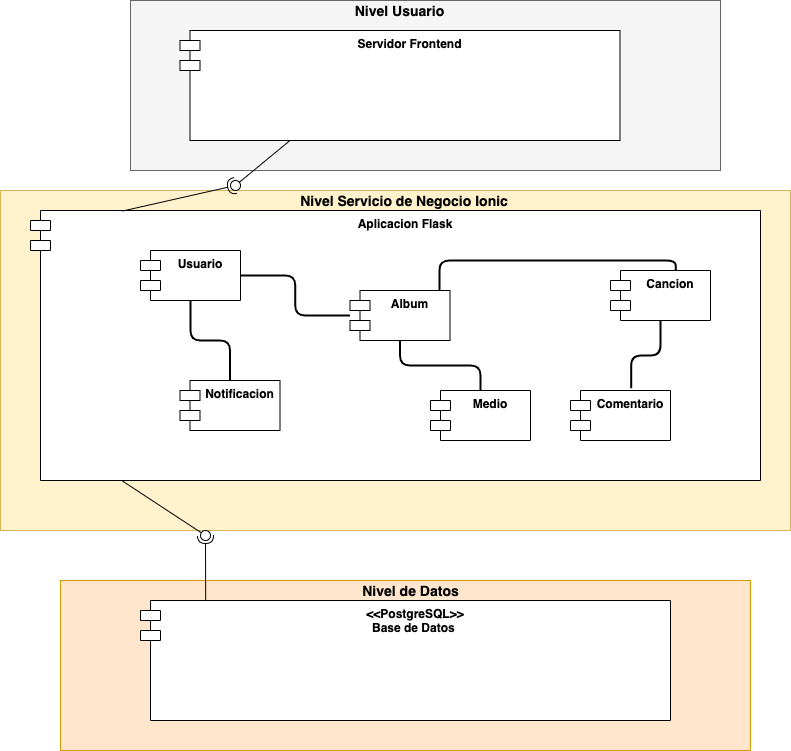 Nivel Usuario
Servidor Frontend
Nivel Servicio de Negocio Ionic
Aplicacion Flask
Usuario
Album
Cancion
Notificacion
Medio
Comentario
Nivel de Datos
<<PostgreSQL>>
Base de Datos